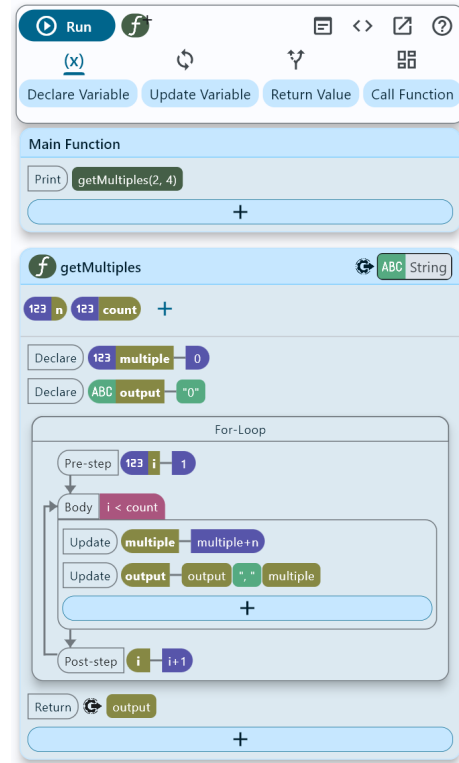 Run f+ < >
(x)
Declare Variable Update Variable Return Value Call Function
Main Function
Print getMultiples(2, 4)
+
f getMultiples ABC String
123 n 123 count +
Declare 123 multiple 0
Declare ABC output "0"
For-Loop
Pre-step 123 i 1
Body i < count
Update multiple multiple+n
Update output output "," multiple
+
Post-step i i+1
Return output
+